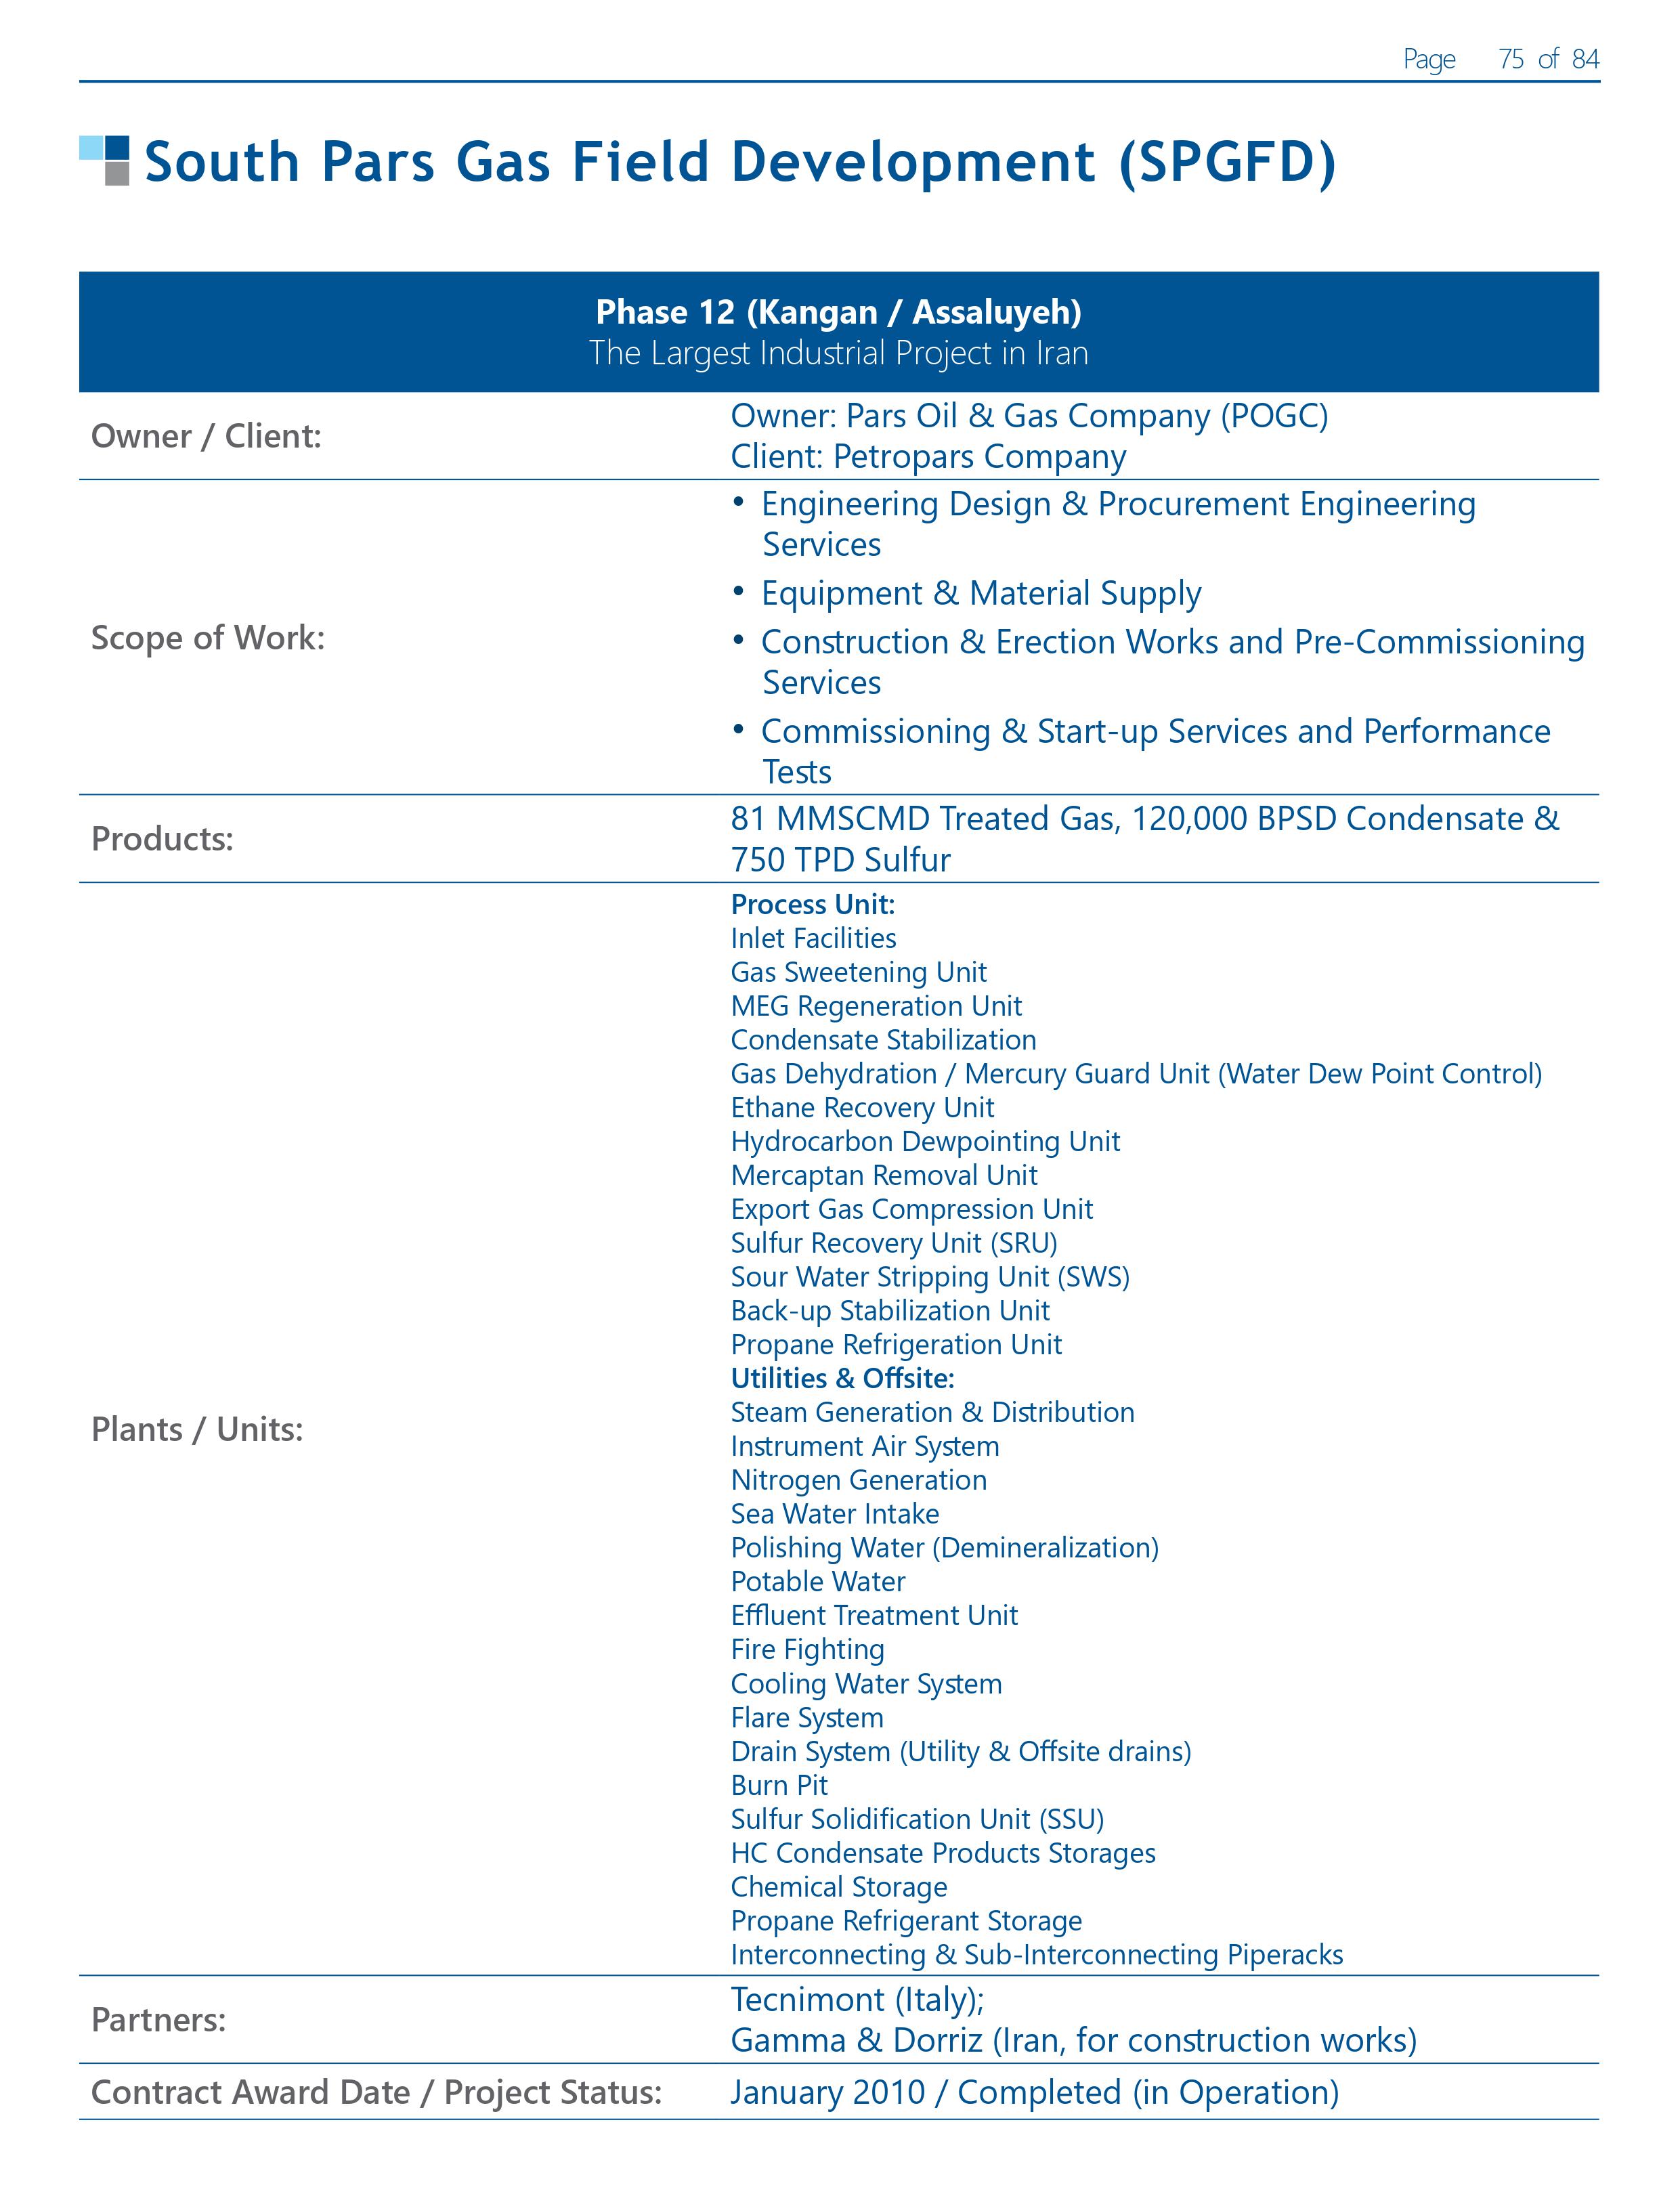 Page 75 of 84
South Pars Gas Field Development (SPGFD)
Phase 12 (Kangan / Assaluyeh)
The Largest Industrial Project in Iran
Owner / Client:
Owner: Pars Oil & Gas Company (POGC)
Client: Petropars Company
Scope of Work:
• Engineering Design & Procurement Engineering
Services
• Equipment & Material Supply
• Construction & Erection Works and Pre-Commissioning
Services
• Commissioning & Start-up Services and Performance
Tests
Products:
81 MMSCMD Treated Gas, 120,000 BPSD Condensate &
750 TPD Sulfur
Plants / Units:
Process Unit:
Inlet Facilities
Gas Sweetening Unit
MEG Regeneration Unit
Condensate Stabilization
Gas Dehydration / Mercury Guard Unit (Water Dew Point Control)
Ethane Recovery Unit
Hydrocarbon Dewpointing Unit
Mercaptan Removal Unit
Export Gas Compression Unit
Sulfur Recovery Unit (SRU)
Sour Water Stripping Unit (SWS)
Back-up Stabilization Unit
Propane Refrigeration Unit
Utilities & Offsite:
Steam Generation & Distribution
Instrument Air System
Nitrogen Generation
Sea Water Intake
Polishing Water (Demineralization)
Potable Water
Effluent Treatment Unit
Fire Fighting
Cooling Water System
Flare System
Drain System (Utility & Offsite drains)
Burn Pit
Sulfur Solidification Unit (SSU)
HC Condensate Products Storages
Chemical Storage
Propane Refrigerant Storage
Interconnecting & Sub-Interconnecting Piperacks
Partners:
Tecnimont (Italy);
Gamma & Dorriz (Iran, for construction works)
Contract Award Date / Project Status:
January 2010 / Completed (in Operation)